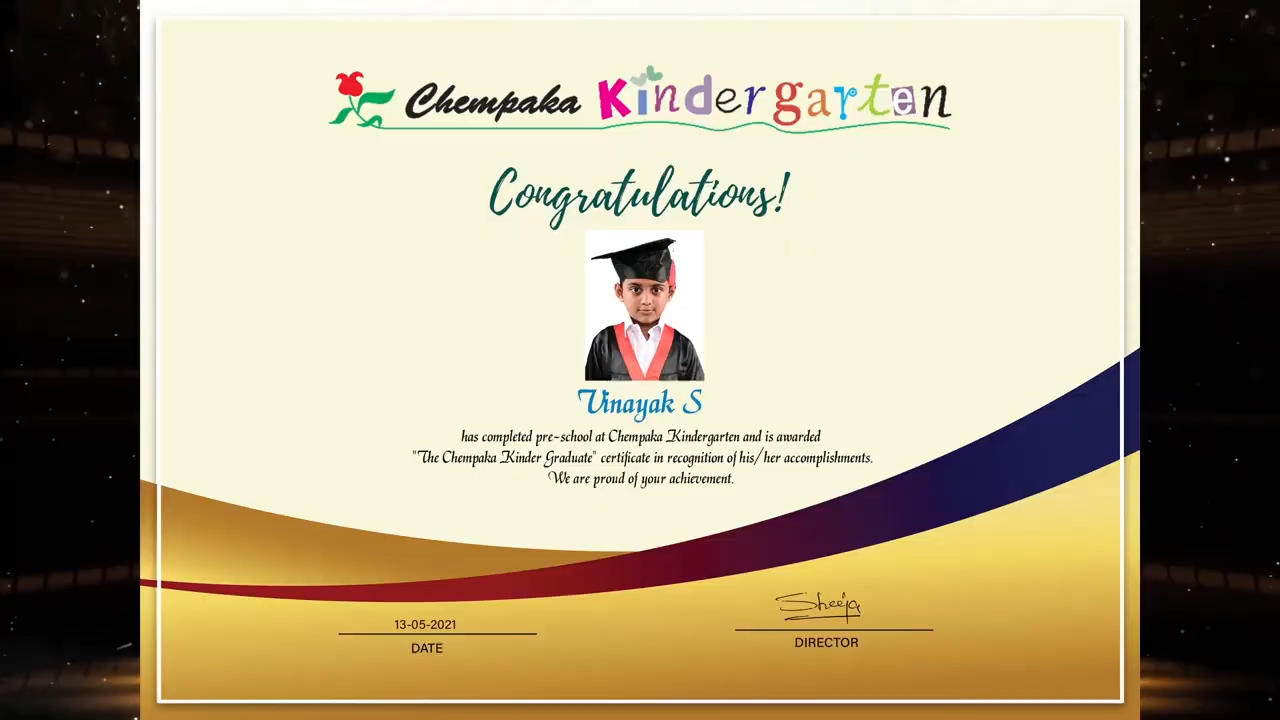 Chempaka Kindergarten
Congratulations!
Vinayak S
has completed pre-school at Chempaka Kindergarten and is awarded
"The Chempaka Kinder Graduate" certificate in recognition of his/her accomplishments.
We are proud of your achievement.
Sheeja
13-05-2021
DATE
DIRECTOR